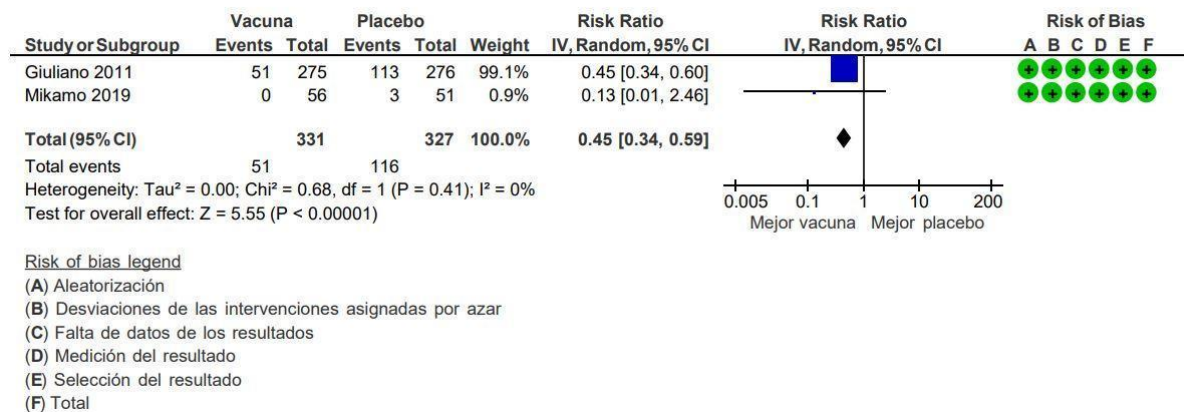 Vacuna Placebo Risk Ratio Risk Ratio Risk of Bias
Study or Subgroup Events Total Events Total Weight IV, Random, 95% CI IV, Random, 95% CI A B C D E F
Giuliano 2011 51 275 113 276 99.1% 0.45 [0.34, 0.60] + + + + + +
Mikamo 2019 0 56 3 51 0.9% 0.13 [0.01, 2.46] + + + + + +
Total (95% CI) 331 327 100.0% 0.45 [0.34, 0.59]
Total events 51 116
Heterogeneity: Tau² = 0.00; Chi² = 0.68, df = 1 (P = 0.41); I² = 0%
Test for overall effect: Z = 5.55 (P < 0.00001)
0.005 0.1 1 10 200
Mejor vacuna Mejor placebo
Risk of bias legend
(A) Aleatorización
(B) Desviaciones de las intervenciones asignadas por azar
(C) Falta de datos de los resultados
(D) Medición del resultado
(E) Selección del resultado
(F) Total